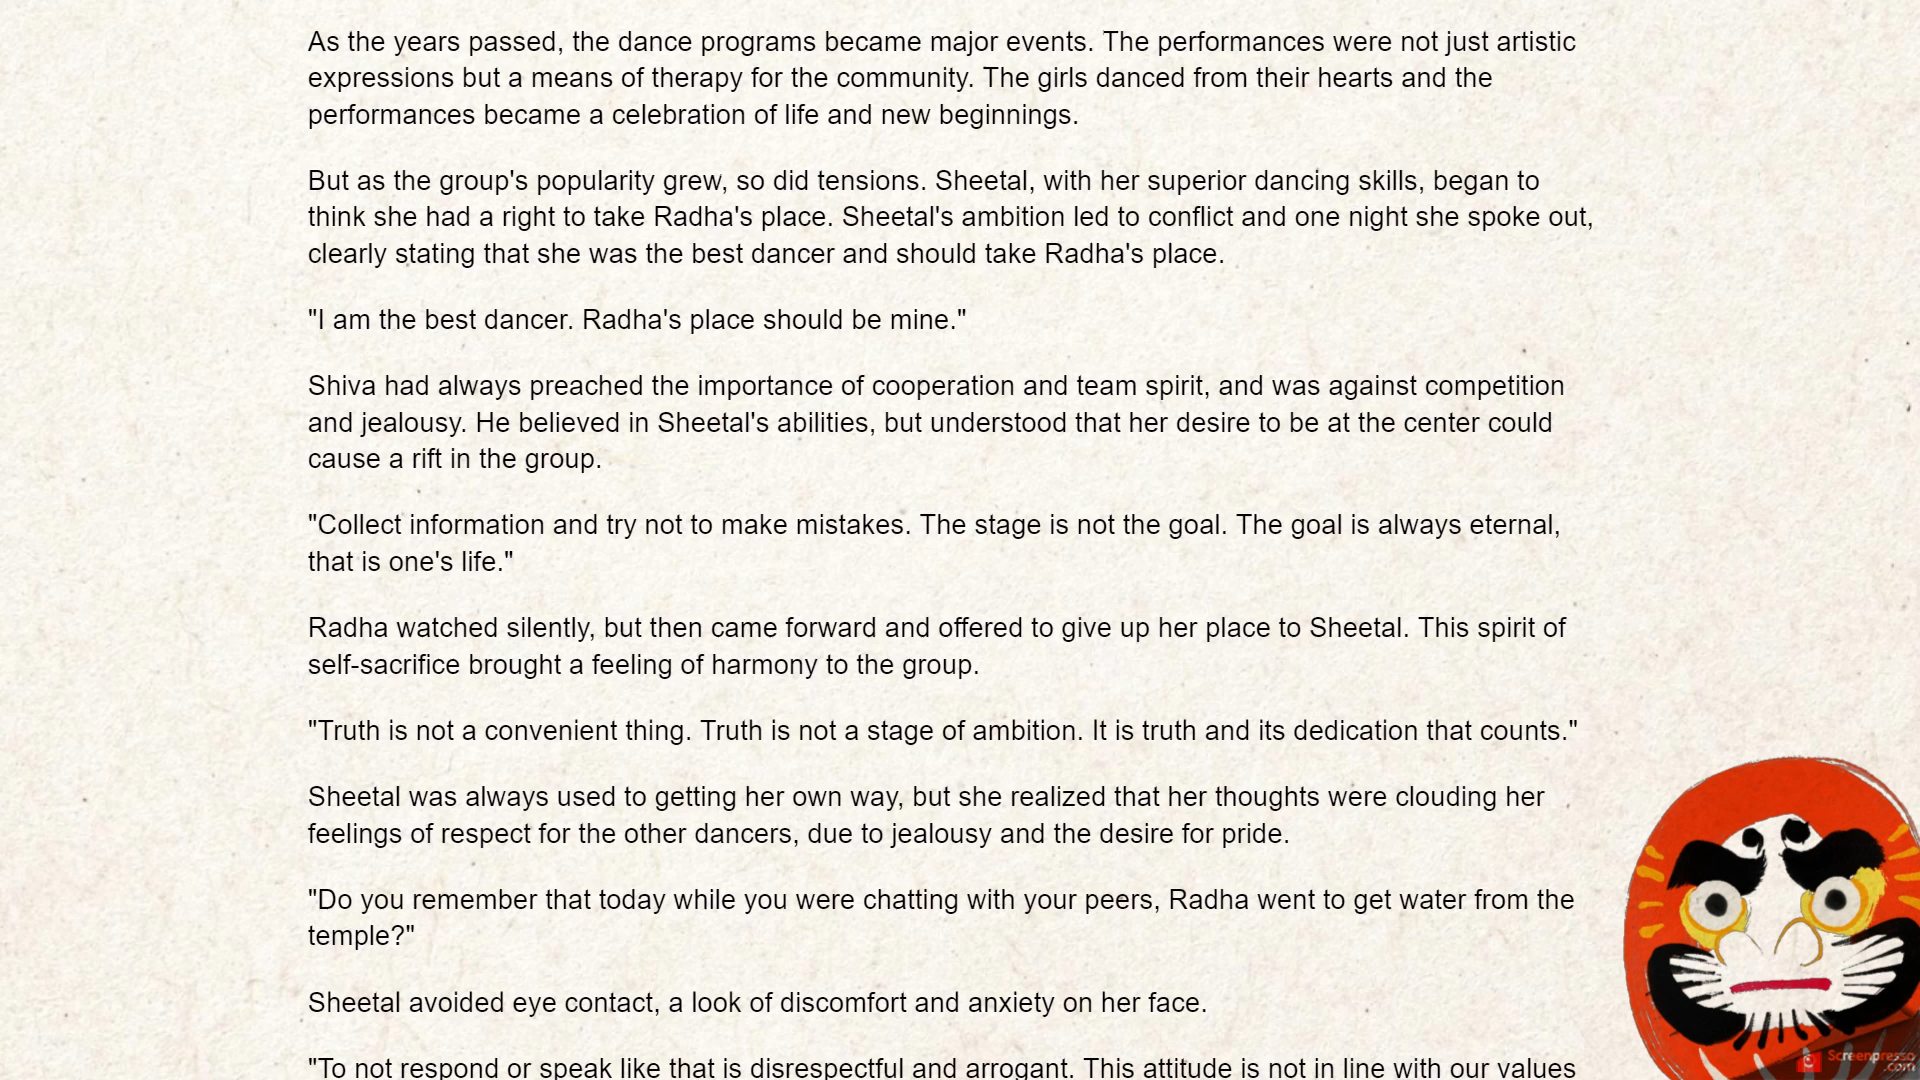 As the years passed, the dance programs became major events. The performances were not just artistic
expressions but a means of therapy for the community. The girls danced from their hearts and the
performances became a celebration of life and new beginnings.
But as the group's popularity grew, so did tensions. Sheetal, with her superior dancing skills, began to
think she had a right to take Radha's place. Sheetal's ambition led to conflict and one night she spoke out,
clearly stating that she was the best dancer and should take Radha's place.
"I am the best dancer. Radha's place should be mine."
Shiva had always preached the importance of cooperation and team spirit, and was against competition
and jealousy. He believed in Sheetal's abilities, but understood that her desire to be at the center could
cause a rift in the group.
"Collect information and try not to make mistakes. The stage is not the goal. The goal is always eternal,
that is one's life."
Radha watched silently, but then came forward and offered to give up her place to Sheetal. This spirit of
self-sacrifice brought a feeling of harmony to the group.
"Truth is not a convenient thing. Truth is not a stage of ambition. It is truth and its dedication that counts."
Sheetal was always used to getting her own way, but she realized that her thoughts were clouding her
feelings of respect for the other dancers, due to jealousy and the desire for pride.
"Do you remember that today while you were chatting with your peers, Radha went to get water from the
temple?"
Sheetal avoided eye contact, a look of discomfort and anxiety on her face.
"To not respond or speak like that is disrespectful and arrogant. This attitude is not in line with our values
Screenpresso
.com